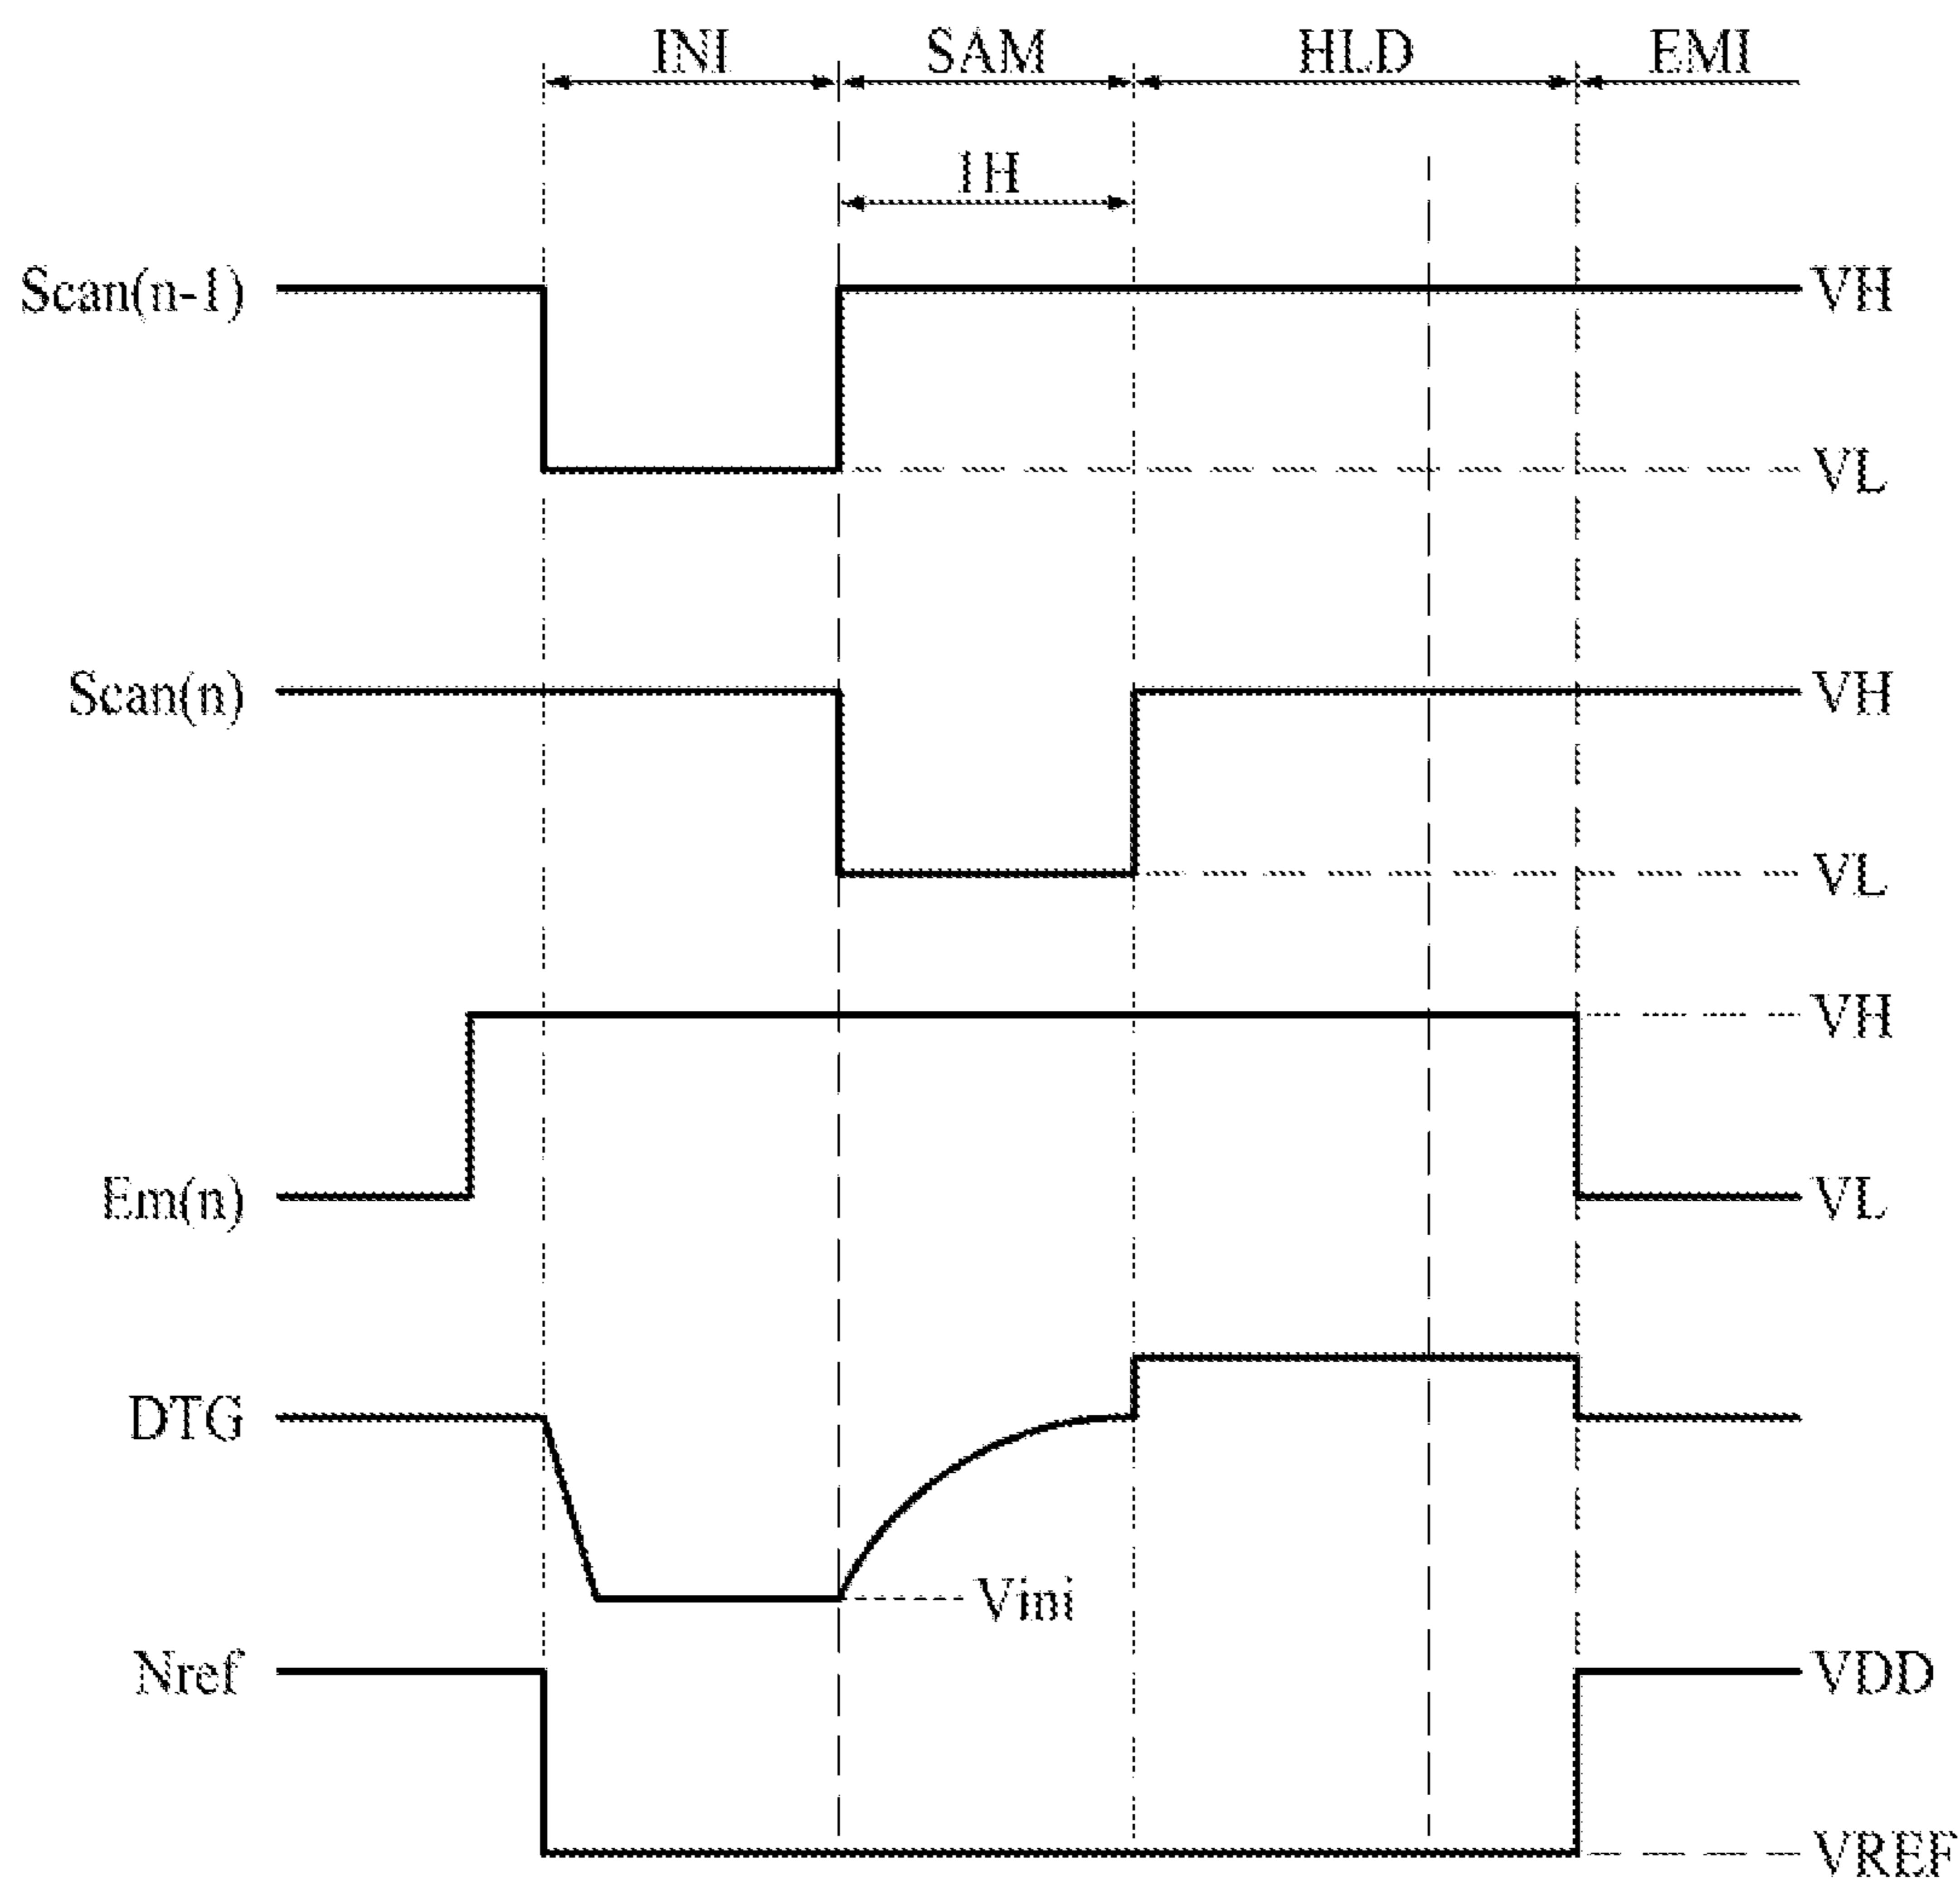 INI SAM HLD EMI
1H
Scan(n-1) VH
VL
Scan(n) VH
VL
VH
Em(n) VL
DTG
Vini
Nref VDD
VREF